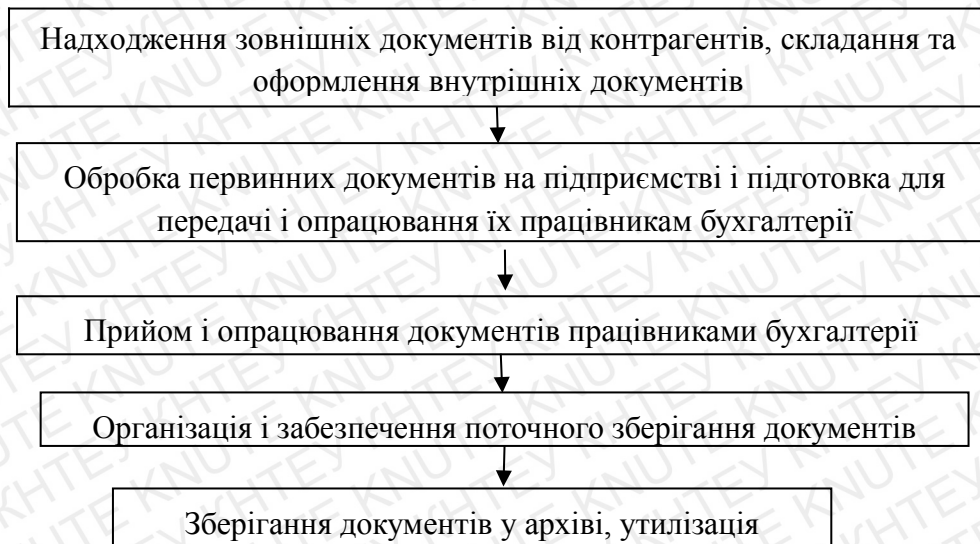 Надходження зовнішніх документів від контрагентів, складання та
оформлення внутрішніх документів
Обробка первинних документів на підприємстві і підготовка для
передачі і опрацювання їх працівникам бухгалтерії
Прийом і опрацювання документів працівниками бухгалтерії
Організація і забезпечення поточного зберігання документів
Зберігання документів у архіві, утилізація